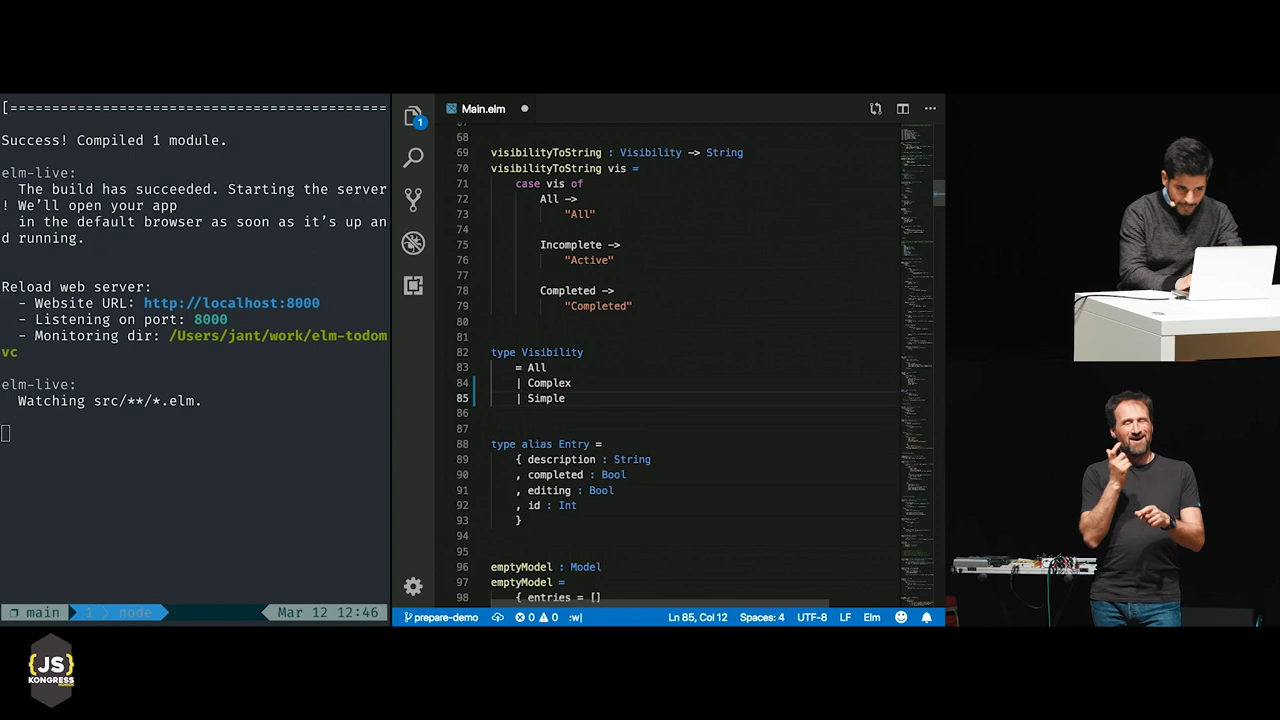 [==============================================
Success! Compiled 1 module.
elm-live:
The build has succeeded. Starting the server
! We’ll open your app
in the default browser as soon as it’s up an
d running.
Reload web server:
- Website URL: http://localhost:8000
- Listening on port: 8000
- Monitoring dir: /Users/jant/work/elm-todom
vc
elm-live:
Watching src/**/*.elm.
main 1 node Mar 12 12:46
1
Main.elm
68
69 visibilityToString : Visibility -> String
70 visibilityToString vis =
71 case vis of
72 All ->
73 "All"
74
75 Incomplete ->
76 "Active"
77
78 Completed ->
79 "Completed"
80
81
82 type Visibility
83 = All
84 | Complex
85 | Simple
86
87
88 type alias Entry =
89 { description : String
90 , completed : Bool
91 , editing : Bool
92 , id : Int
93 }
94
95
96 emptyModel : Model
97 emptyModel =
98 { entries = []
prepare-demo 0 0 :w| Ln 85, Col 12 Spaces: 4 UTF-8 LF Elm
{JS}
KONGRESS